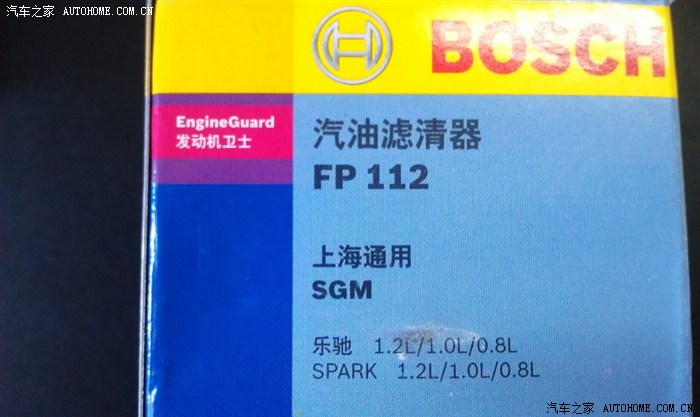 汽车之家 AUTOHOME.COM.CN
BOSCH
EngineGuard
发动机卫士
汽油滤清器
FP 112
上海通用
SGM
乐驰 1.2L/1.0L/0.8L
SPARK 1.2L/1.0L/0.8L
汽车之家 AUTOHOME.COM.CN